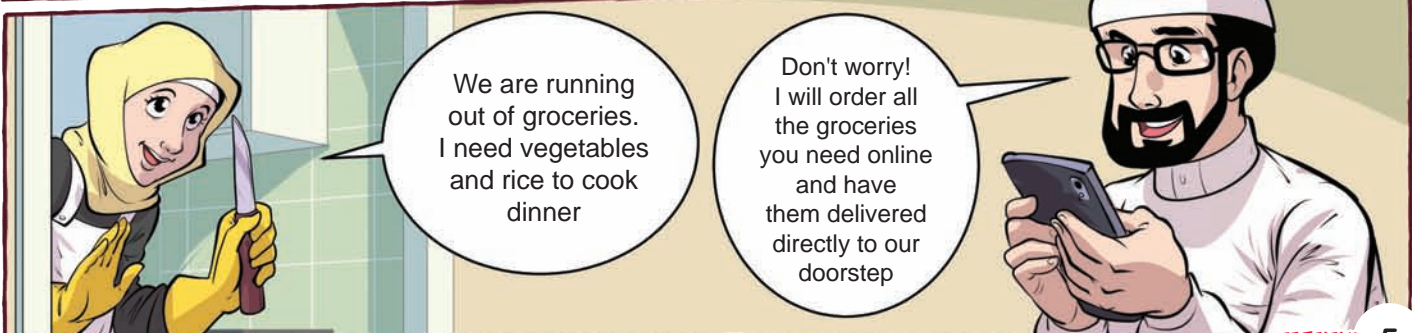 We are running
out of groceries.
I need vegetables
and rice to cook
dinner
Don't worry!
I will order all
the groceries
you need online
and have
them delivered
directly to our
doorstep